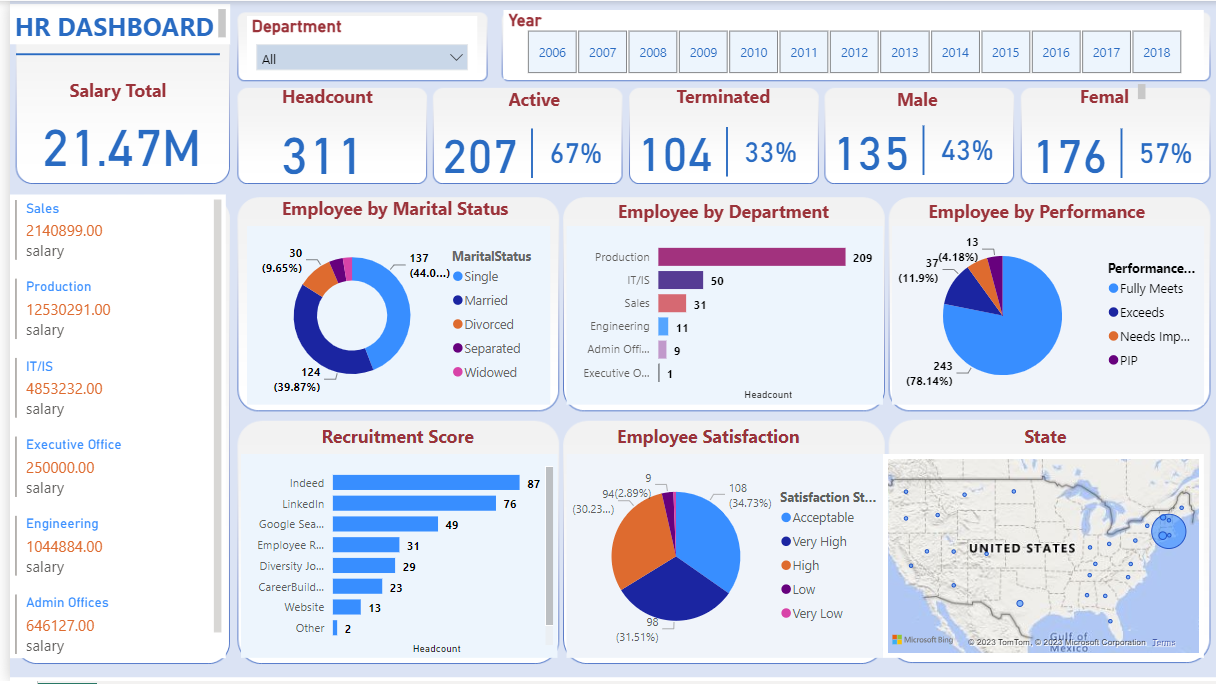 HR DASHBOARD
Department
All
Year
2006 2007 2008 2009 2010 2011 2012 2013 2014 2015 2016 2017 2018
Salary Total
21.47M
Headcount
311
Active
207 67%
Terminated
104 33%
Male
135 43%
Femal
176 57%
Sales
2140899.00
salary
Production
12530291.00
salary
IT/IS
4853232.00
salary
Executive Office
250000.00
salary
Engineering
1044884.00
salary
Admin Offices
646127.00
salary
Employee by Marital Status
30
(9.65%)
137
(44.0...)
124
(39.87%)
MaritalStatus
Single
Married
Divorced
Separated
Widowed
Employee by Department
Production 209
IT/IS 50
Sales 31
Engineering 11
Admin Offi... 9
Executive O... 1
Headcount
Employee by Performance
13
(4.18%)
37
(11.9%)
243
(78.14%)
Performance...
Fully Meets
Exceeds
Needs Imp...
PIP
Recruitment Score
Indeed 87
LinkedIn 76
Google Sea... 49
Employee R... 31
Diversity Jo... 29
CareerBuild... 23
Website 13
Other 2
Headcount
Employee Satisfaction
9
(2.89%)
94
(30.23...)
108
(34.73%)
98
(31.51%)
Satisfaction St...
Acceptable
Very High
High
Low
Very Low
State
UNITED STATES
Gulf of
Mexico
Microsoft Bing
© 2023 TomTom, © 2023 Microsoft Corporation Terms